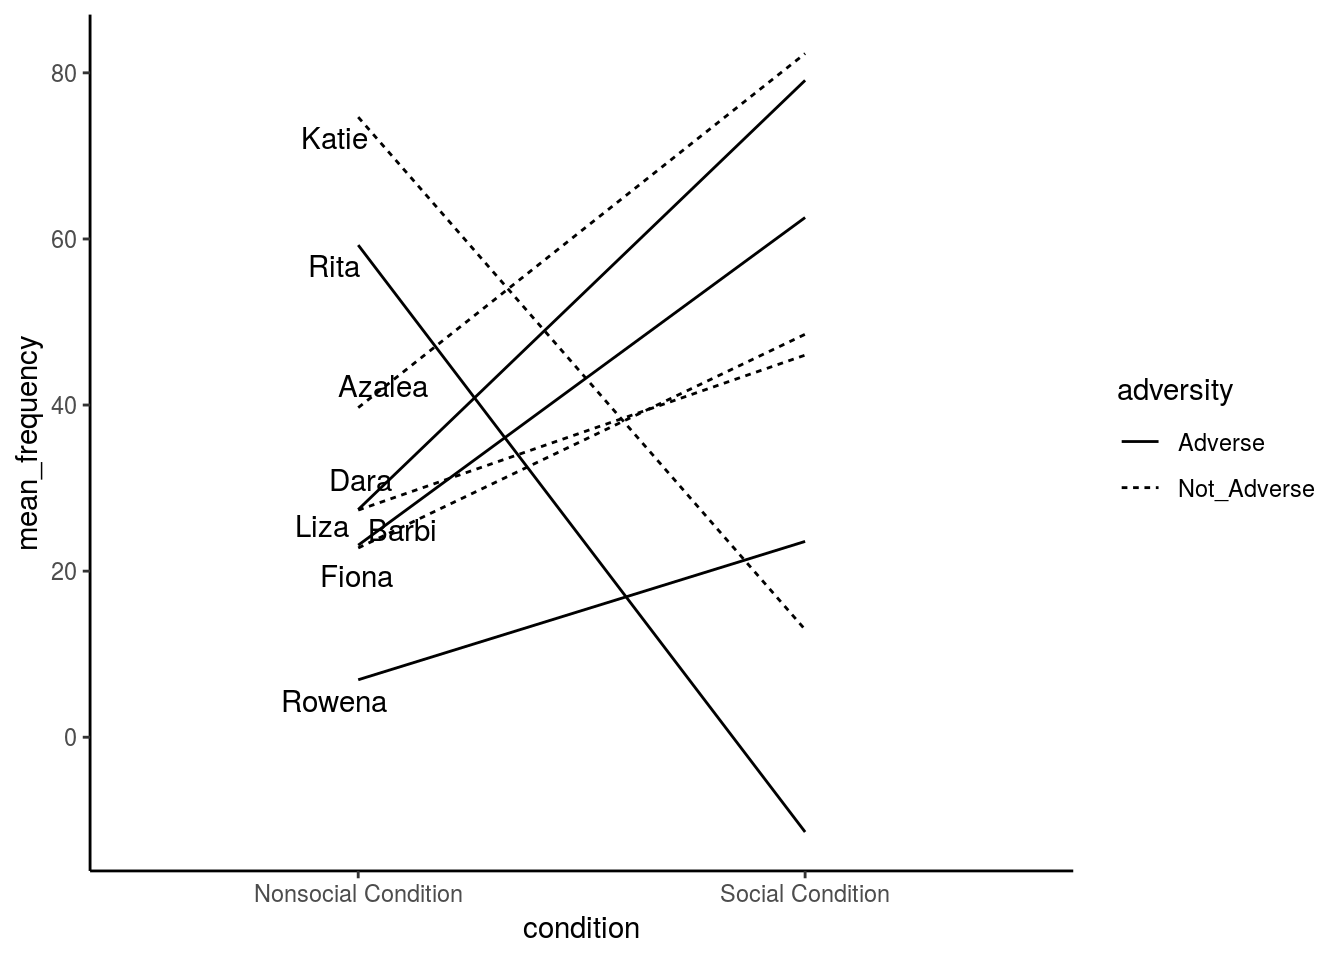 80
60
40
20
0
mean_frequency
Katie
Rita
Azalea
Dara
Liza
Barbi
Fiona
Rowena
Nonsocial Condition
Social Condition
condition
adversity
Adverse
Not_Adverse